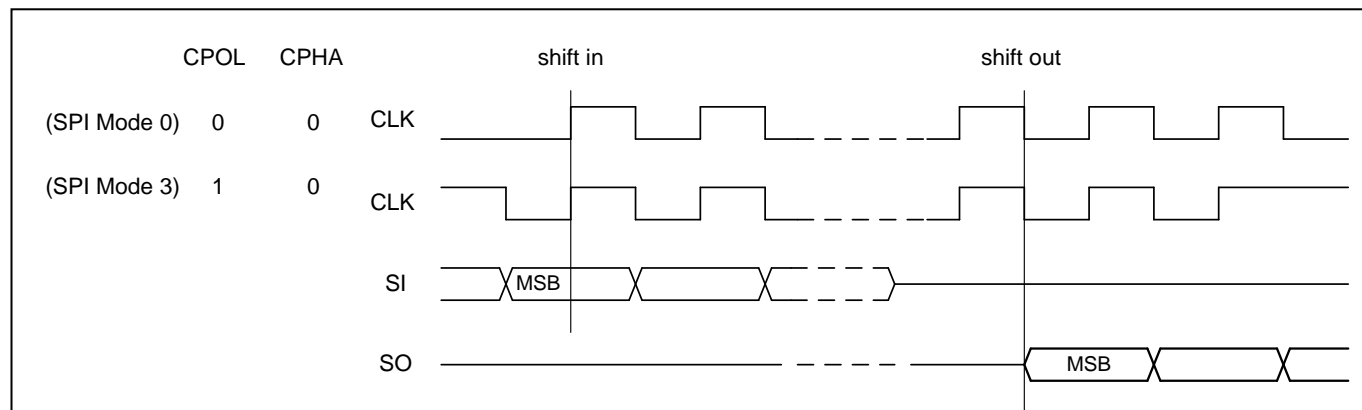 CPOL CPHA shift in shift out
(SPI Mode 0) 0 0 CLK
(SPI Mode 3) 1 0 CLK
SI MSB
SO MSB